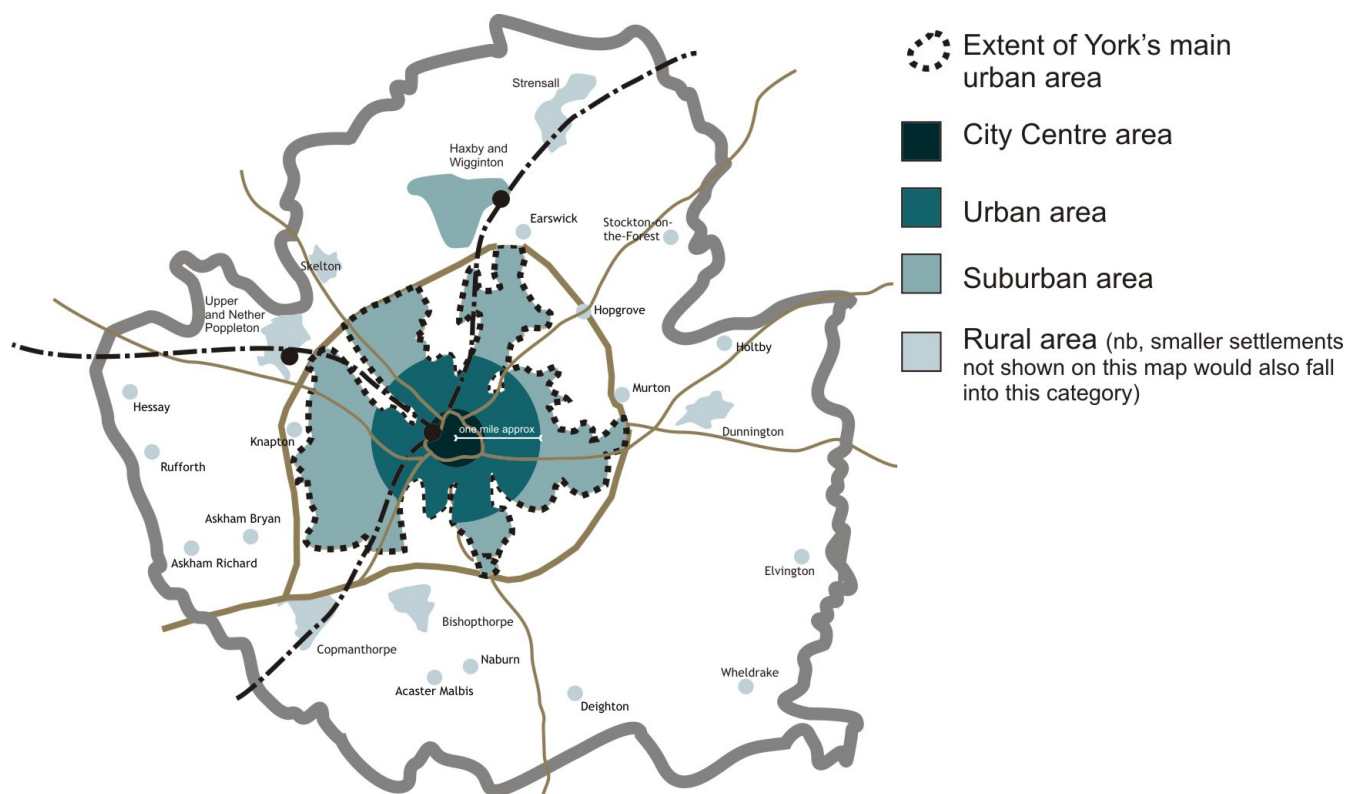 Strensall
Haxby and
Wigginton
Earswick
Stockton-on-
the-Forest
Skelton
Upper
and Nether
Poppleton
Hopgrove
Holtby
Hessay
Murton
Knapton
one mile approx
Dunnington
Rufforth
Askham Bryan
Askham Richard
Elvington
Bishopthorpe
Copmanthorpe
Naburn
Acaster Malbis
Wheldrake
Deighton
Extent of York's main
urban area
City Centre area
Urban area
Suburban area
Rural area (nb, smaller settlements
not shown on this map would also fall
into this category)